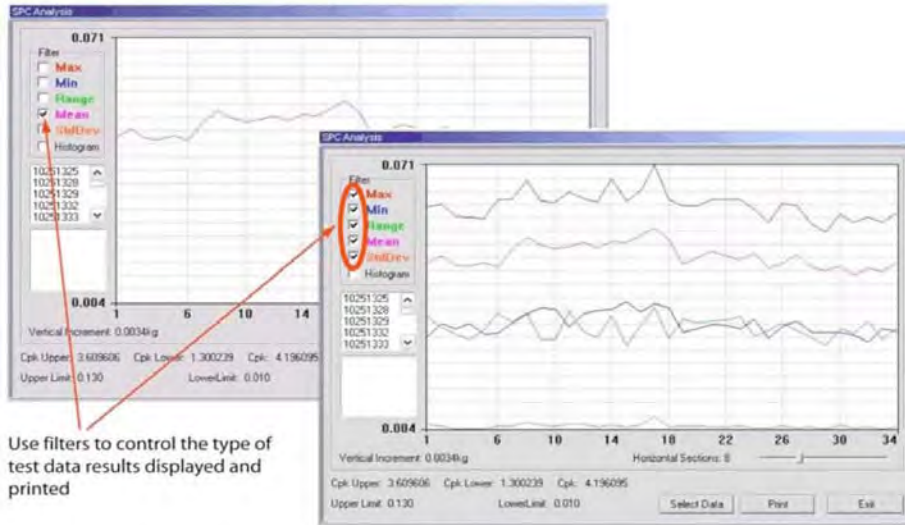 SPC Analysis
0.071
Filter
Max
Min
Range
Mean
StdDev
Histogram
10251325
10251328
10251329
10251332
10251333
0.004
1 6 10 14
Vertical Increment: 0.0034kg
Cpk Upper: 3.609606 Cpk Lower: 1.300239 Cpk: 4.196095
Upper Limit: 0.130 LowerLimit: 0.010
SPC Analysis
0.071
Filter
Max
Min
Range
Mean
StdDev
Histogram
10251325
10251328
10251329
10251332
10251333
0.004
1 6 10 14 18 22 26 30 34
Vertical Increment: 0.0034kg Horizontal Sections: 8
Cpk Upper: 3.609606 Cpk Lower: 1.300239 Cpk: 4.196095
Upper Limit: 0.130 LowerLimit: 0.010 Select Data Print Exit
Use filters to control the type of
test data results displayed and
printed